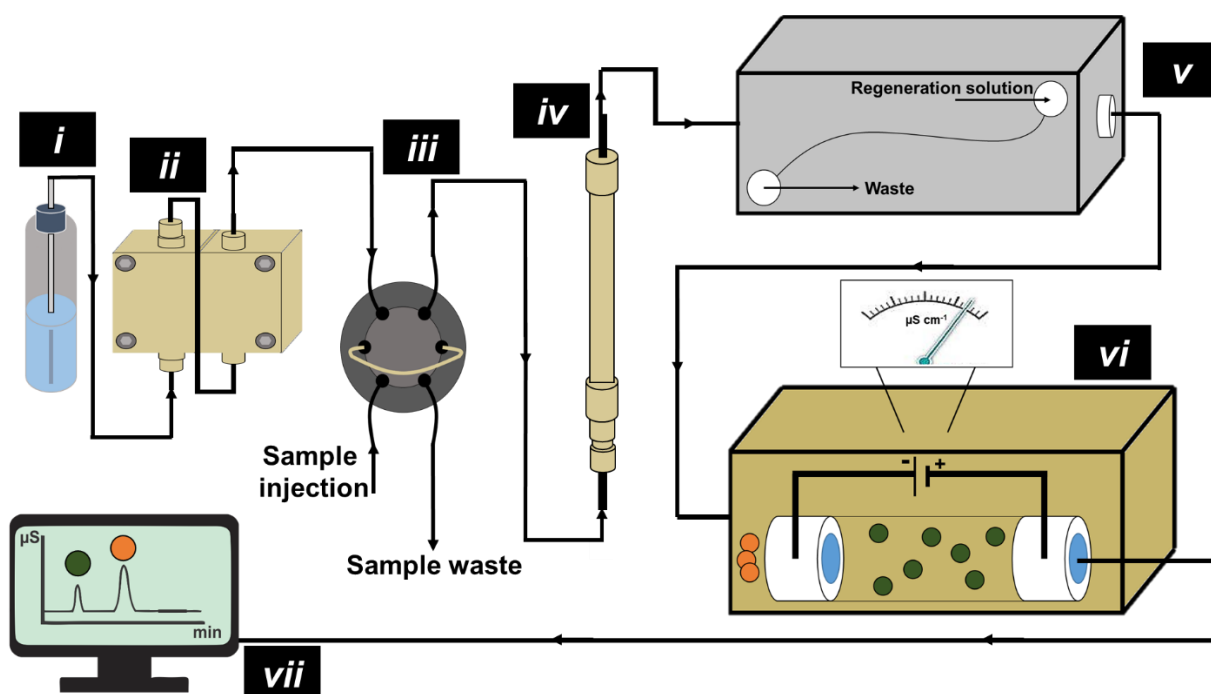 i
ii
iii
iv
v
Regeneration solution
Waste
µS cm⁻¹
vi
- +
Sample
injection
Sample waste
µS
min
vii